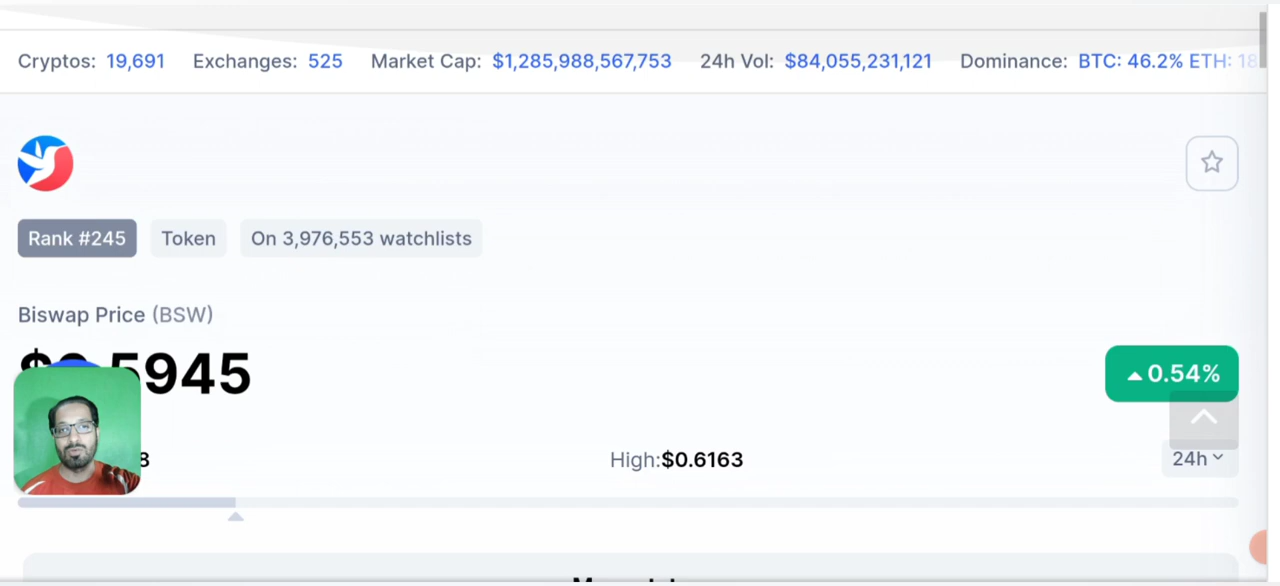 Cryptos: 19,691 Exchanges: 525 Market Cap: $1,285,988,567,753 24h Vol: $84,055,231,121 Dominance: BTC: 46.2% ETH: 18
Rank #245 Token On 3,976,553 watchlists
Biswap Price (BSW)
5945 0.54%
8 High:$0.6163 24h